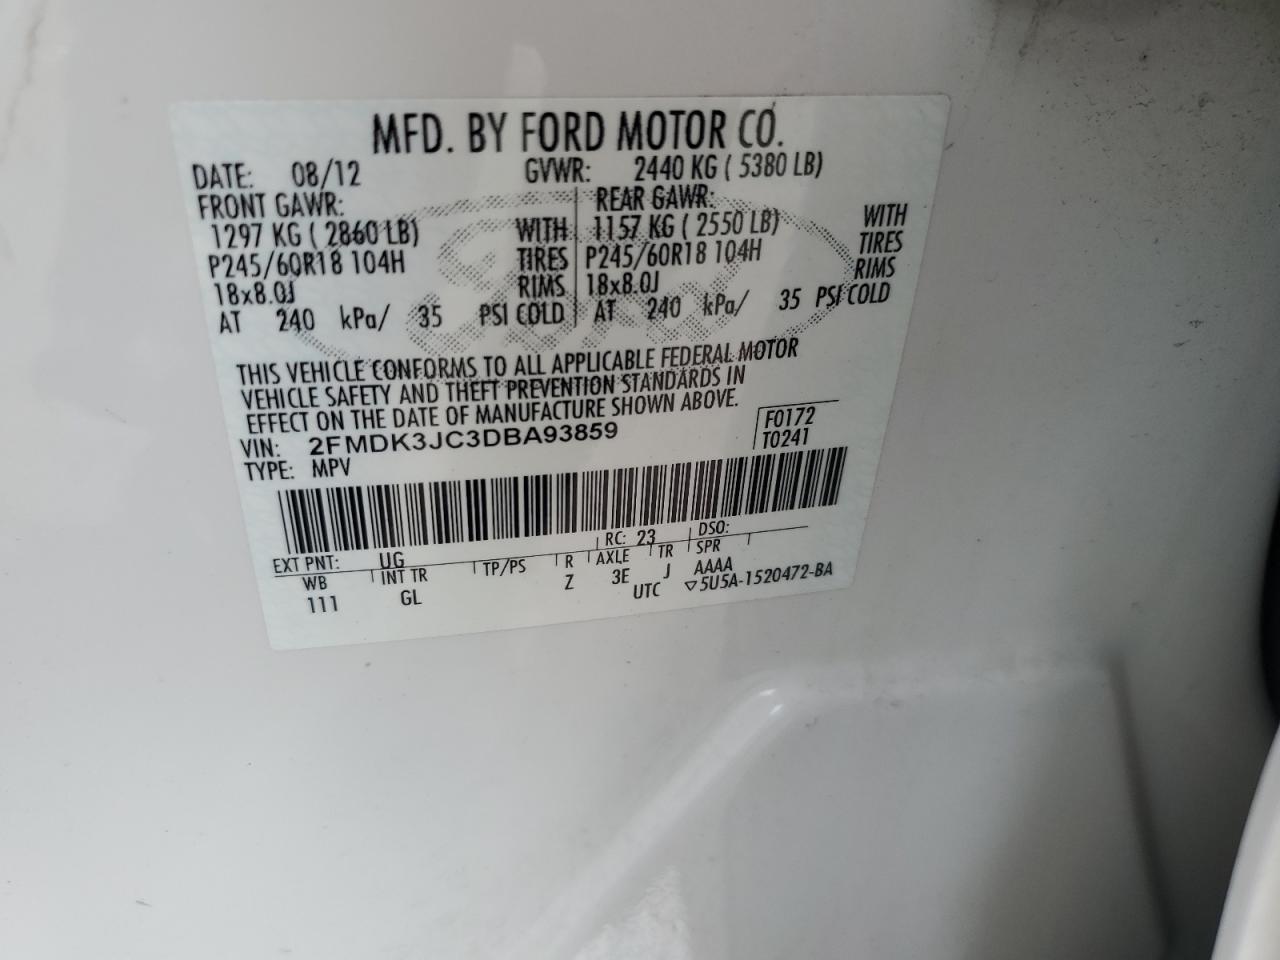 MFD. BY FORD MOTOR CO.
DATE: 08/12 GVWR: 2440 KG ( 5380 LB)
FRONT GAWR: REAR GAWR:
1297 KG ( 2860 LB) WITH 1157 KG ( 2550 LB) WITH
P245/60R18 104H TIRES P245/60R18 104H TIRES
18x8.0J RIMS 18x8.0J RIMS
AT 240 kPa/ 35 PSI COLD AT 240 kPa/ 35 PSI COLD
THIS VEHICLE CONFORMS TO ALL APPLICABLE FEDERAL MOTOR
VEHICLE SAFETY AND THEFT PREVENTION STANDARDS IN
EFFECT ON THE DATE OF MANUFACTURE SHOWN ABOVE.
VIN: 2FMDK3JC3DBA93859 F0172
TYPE: MPV T0241
EXT PNT: UG RC: 23 DSO:
WB INT TR TP/PS R AXLE TR SPR
111 GL Z 3E J AAAA
UTC ▽5U5A-1520472-BA